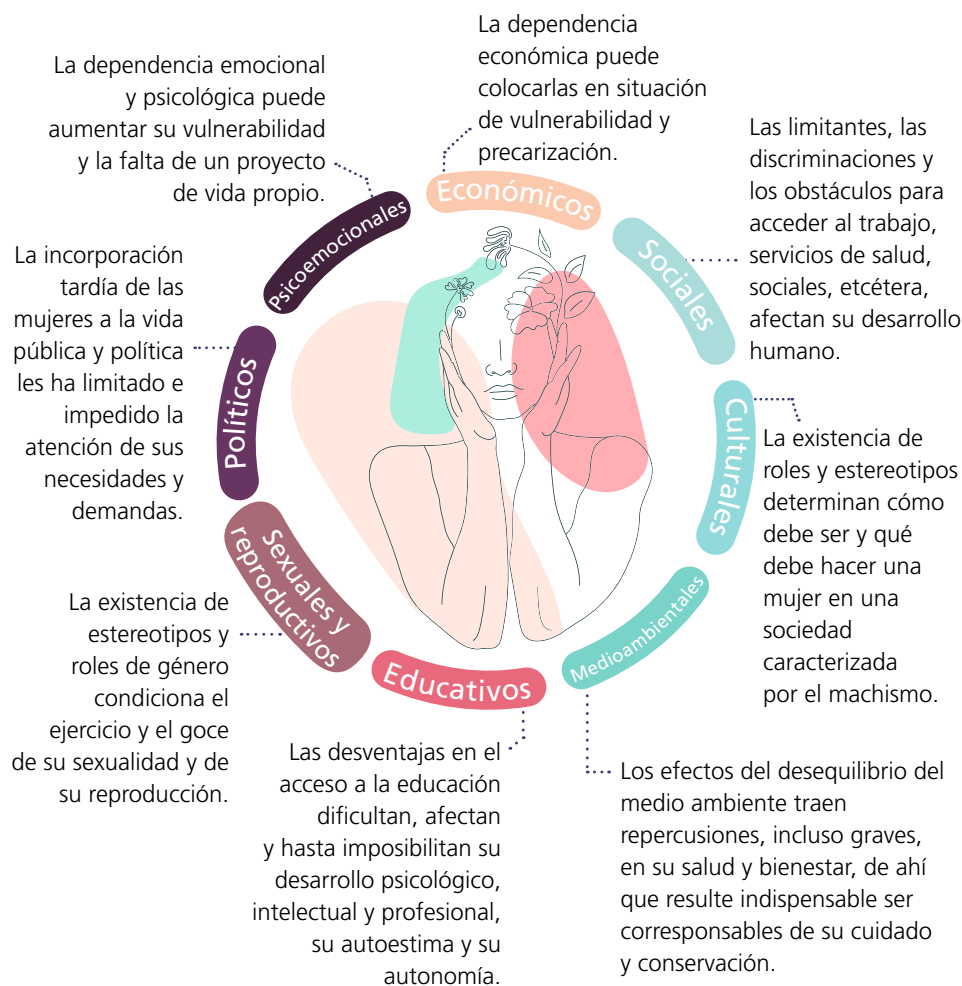 La dependencia
económica puede
colocarlas en situación
de vulnerabilidad y
precarización.
Económicos
Las limitantes, las
discriminaciones y
los obstáculos para
acceder al trabajo,
servicios de salud,
sociales, etcétera,
afectan su desarrollo
humano.
Sociales
Culturales
La existencia de
roles y estereotipos
determinan cómo
debe ser y qué
debe hacer una
mujer en una
sociedad
caracterizada
por el machismo.
Medioambientales
Los efectos del desequilibrio del
medio ambiente traen
repercusiones, incluso graves,
en su salud y bienestar, de ahí
que resulte indispensable ser
corresponsables de su cuidado
y conservación.
Educativos
Las desventajas en el
acceso a la educación
dificultan, afectan
y hasta imposibilitan su
desarrollo psicológico,
intelectual y profesional,
su autoestima y su
autonomía.
Sexuales y
reproductivos
La existencia de
estereotipos y
roles de género
condiciona el
ejercicio y el goce
de su sexualidad y de
su reproducción.
Políticos
La incorporación
tardía de las
mujeres a la vida
pública y política
les ha limitado e
impedido la
atención de sus
necesidades y
demandas.
Psicoemocionales
La dependencia emocional
y psicológica puede
aumentar su vulnerabilidad
y la falta de un proyecto
de vida propio.